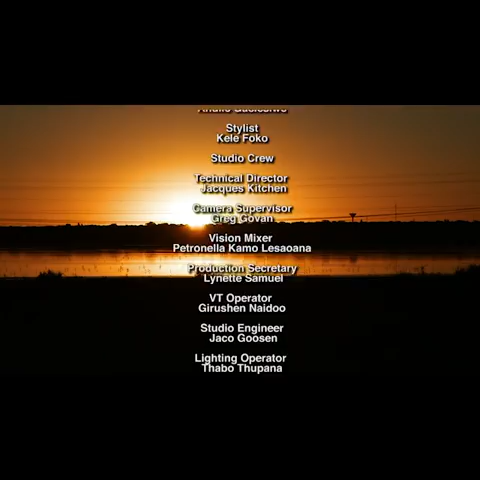 Stylist
Kele Foko
Studio Crew
Technical Director
Jacques Kitchen
Camera Supervisor
Greg Govan
Vision Mixer
Petronella Kamo Lesaoana
Production Secretary
Lynette Samuel
VT Operator
Girushen Naidoo
Studio Engineer
Jaco Goosen
Lighting Operator
Thabo Thupana